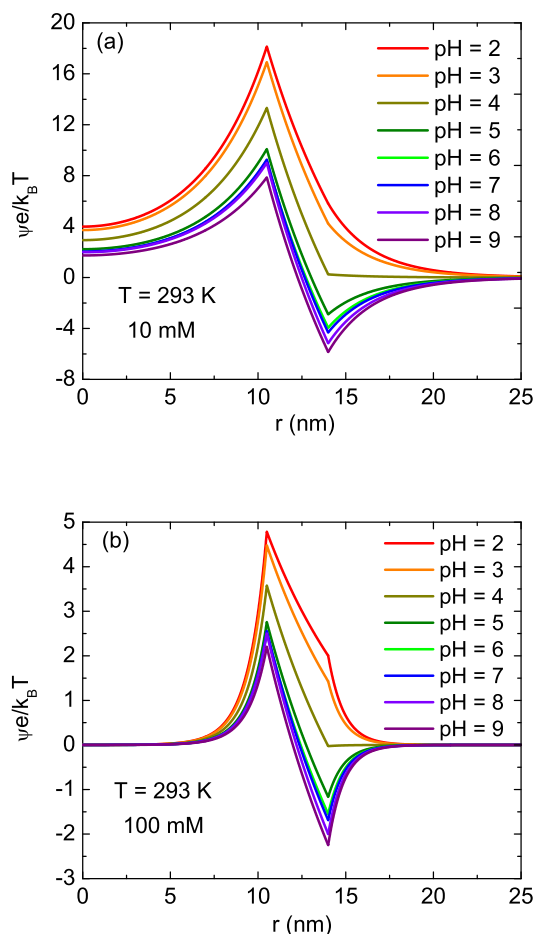 (a)
pH = 2
pH = 3
pH = 4
pH = 5
pH = 6
pH = 7
pH = 8
pH = 9
20
16
12
8
4
0
-4
-8
ψe/k_BT
T = 293 K
10 mM
0 5 10 15 20 25
r (nm)
(b)
pH = 2
pH = 3
pH = 4
pH = 5
pH = 6
pH = 7
pH = 8
pH = 9
5
4
3
2
1
0
-1
-2
-3
ψe/k_BT
T = 293 K
100 mM
0 5 10 15 20 25
r (nm)